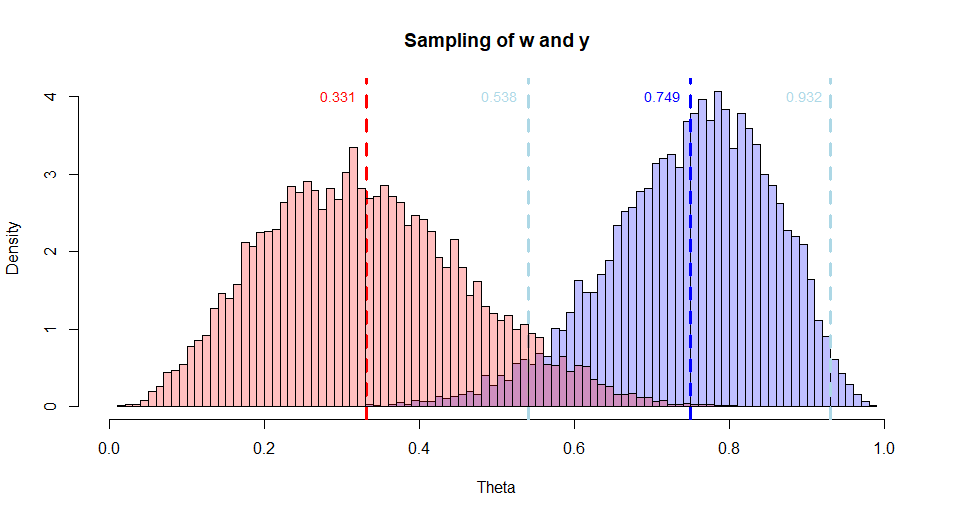 Sampling of w and y
0.331 0.538 0.749 0.932
Density
0 1 2 3 4
0.0 0.2 0.4 0.6 0.8 1.0
Theta